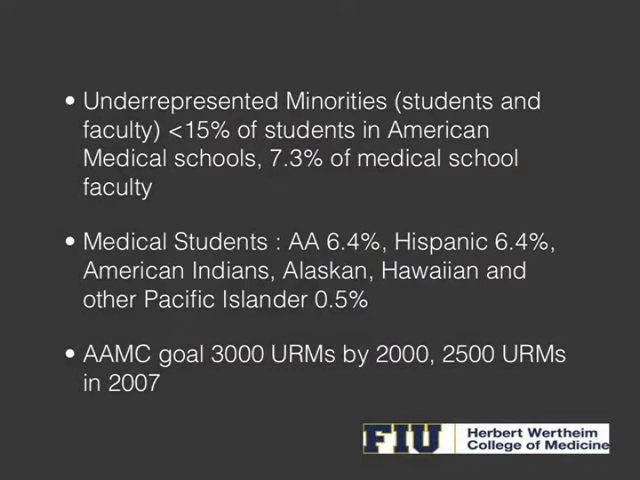 • Underrepresented Minorities (students and
faculty) <15% of students in American
Medical schools, 7.3% of medical school
faculty
• Medical Students : AA 6.4%, Hispanic 6.4%,
American Indians, Alaskan, Hawaiian and
other Pacific Islander 0.5%
• AAMC goal 3000 URMs by 2000, 2500 URMs
in 2007
FIU Herbert Wertheim
College of Medicine